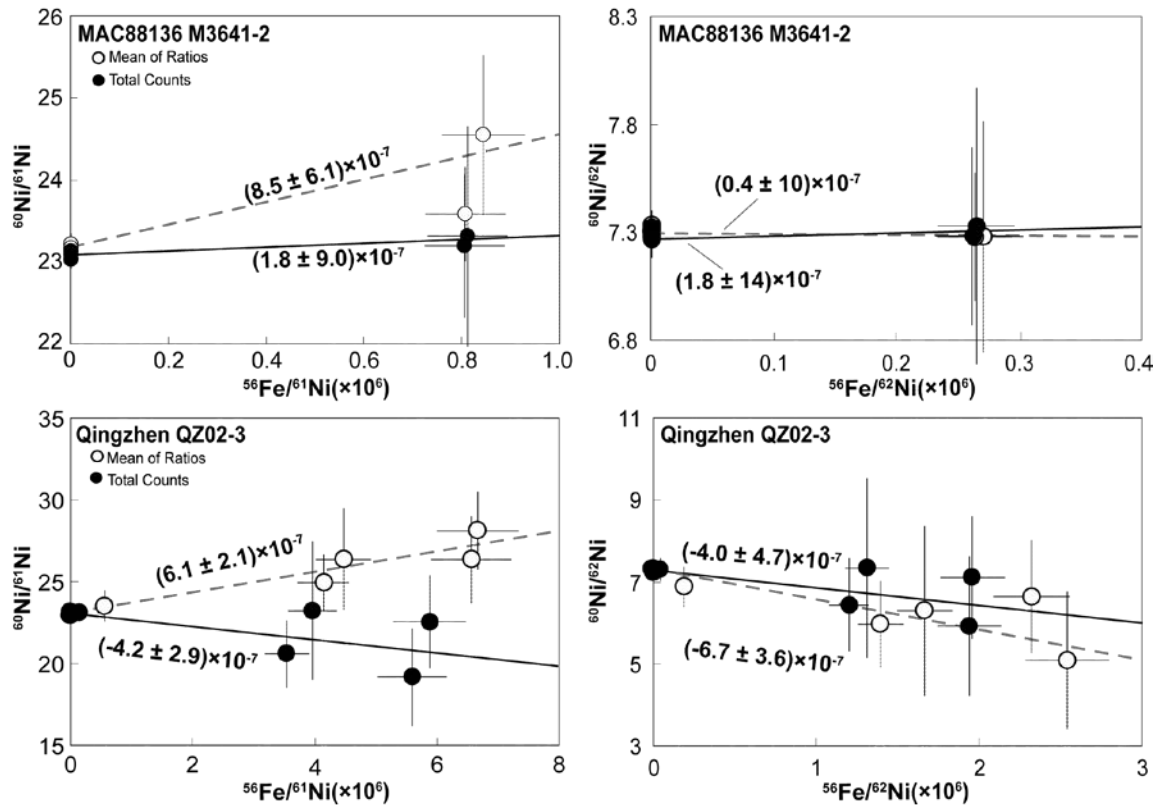 MAC88136 M3641-2
Mean of Ratios
Total Counts
26
25
24
23
22
⁶⁰Ni/⁶¹Ni
(8.5 ± 6.1)×10⁻⁷
(1.8 ± 9.0)×10⁻⁷
0
0.2
0.4
0.6
0.8
1.0
⁵⁶Fe/⁶¹Ni(×10⁶)
MAC88136 M3641-2
8.3
7.8
7.3
6.8
⁶⁰Ni/⁶²Ni
(0.4 ± 10)×10⁻⁷
(1.8 ± 14)×10⁻⁷
0
0.1
0.2
0.3
0.4
⁵⁶Fe/⁶²Ni(×10⁶)
Qingzhen QZ02-3
Mean of Ratios
Total Counts
35
30
25
20
15
⁶⁰Ni/⁶¹Ni
(6.1 ± 2.1)×10⁻⁷
(-4.2 ± 2.9)×10⁻⁷
0
2
4
6
8
⁵⁶Fe/⁶¹Ni(×10⁶)
Qingzhen QZ02-3
11
9
7
5
3
⁶⁰Ni/⁶²Ni
(-4.0 ± 4.7)×10⁻⁷
(-6.7 ± 3.6)×10⁻⁷
0
1
2
3
⁵⁶Fe/⁶²Ni(×10⁶)